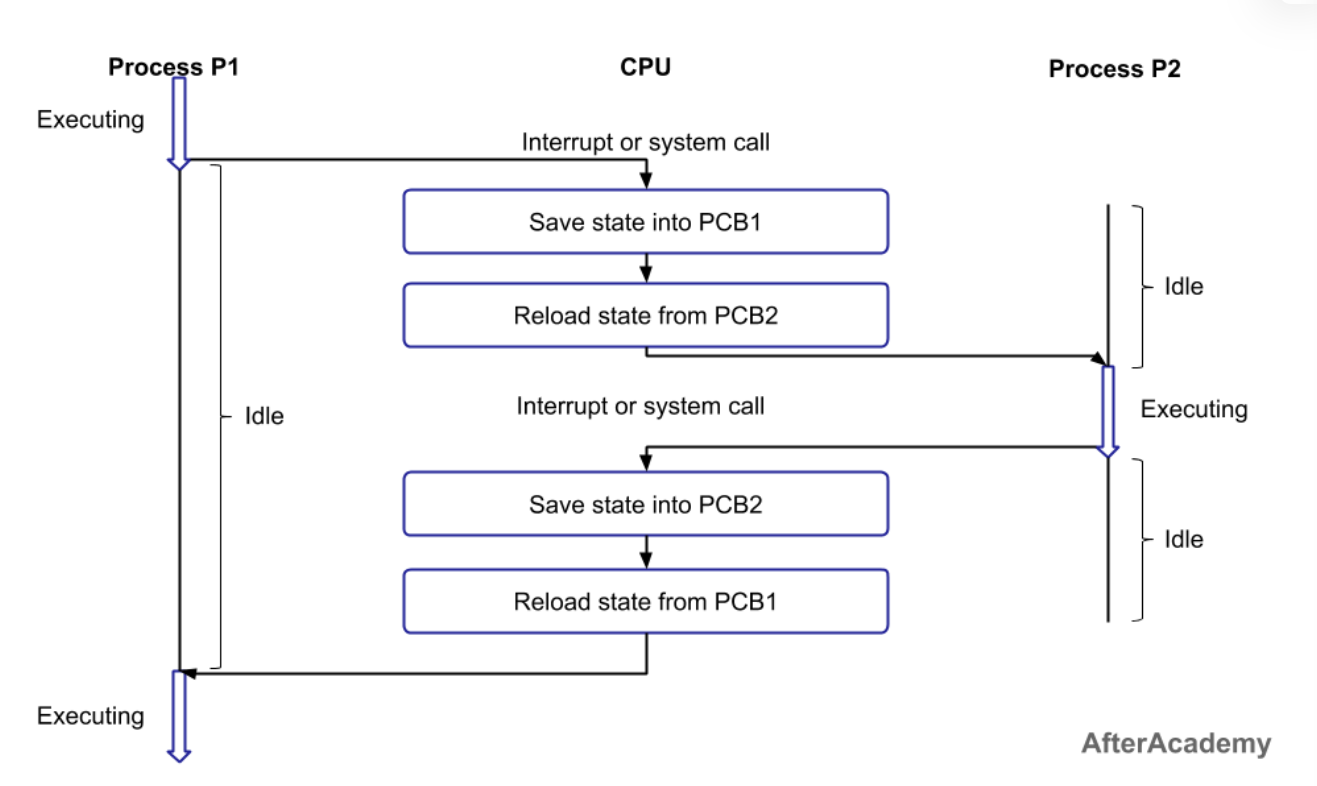 Process P1
CPU
Process P2
Executing
Interrupt or system call
Save state into PCB1
Idle
Reload state from PCB2
Interrupt or system call
Executing
Idle
Save state into PCB2
Idle
Reload state from PCB1
Executing
AfterAcademy